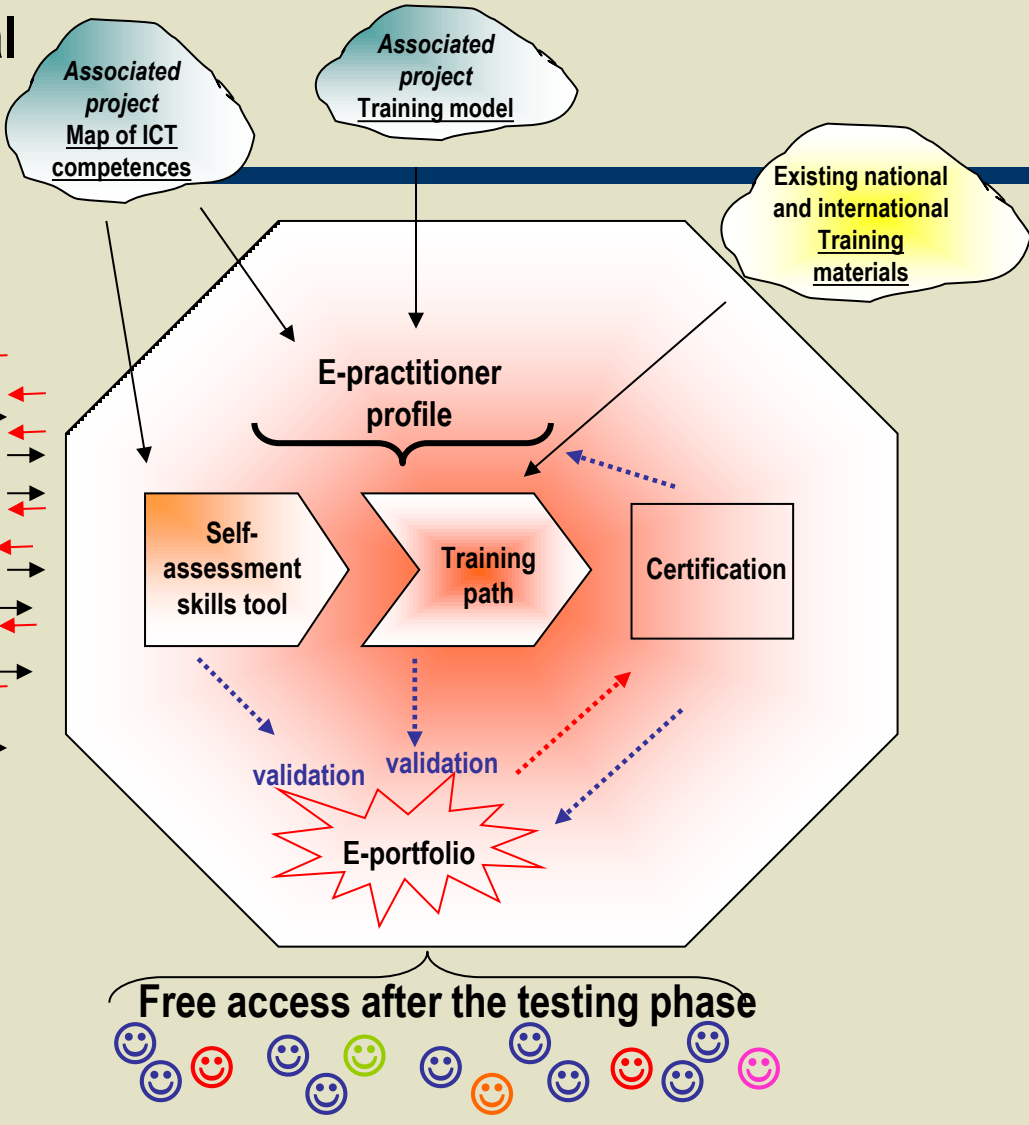 al
Associated
project
Map of ICT
competences
Associated
project
Training model
Existing national
and international
Training
materials
E-practitioner
profile
Self-
assessment
skills tool
Training
path
Certification
validation
validation
E-portfolio
Free access after the testing phase